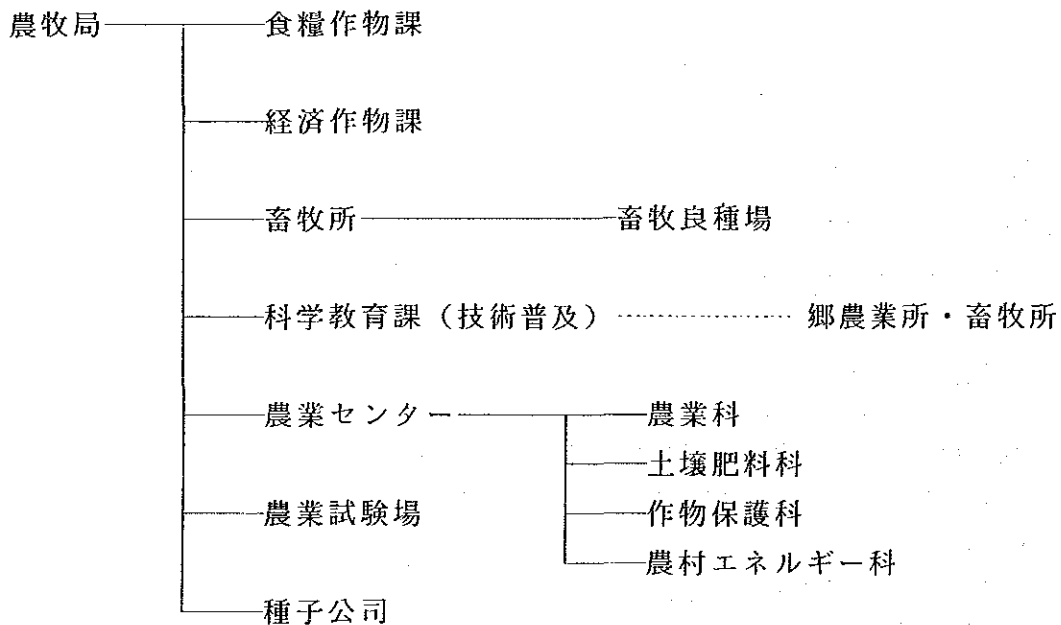 農牧局 食糧作物課
経済作物課
畜牧所 畜牧良種場
科学教育課（技術普及） 郷農業所・畜牧所
農業センター 農業科
土壌肥料科
農業試験場 作物保護科
農村エネルギー科
種子公司